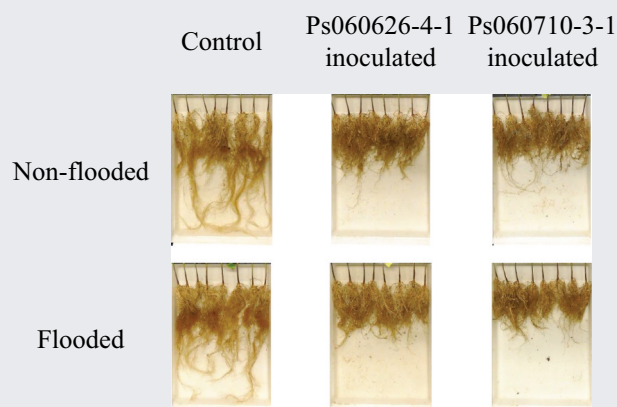 Control
Ps060626-4-1 Ps060710-3-1
inoculated inoculated
Non-flooded
Flooded